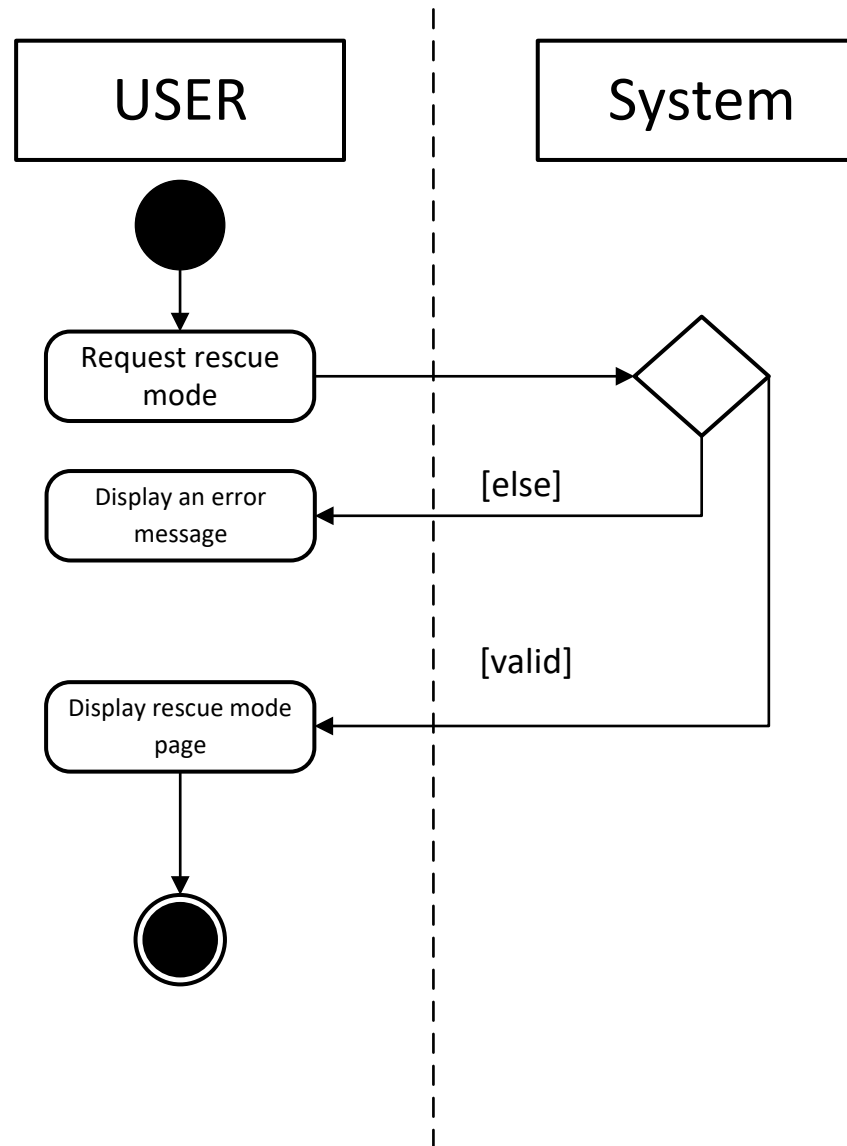 USER
System
Request rescue
mode
[else]
Display an error
message
[valid]
Display rescue mode
page